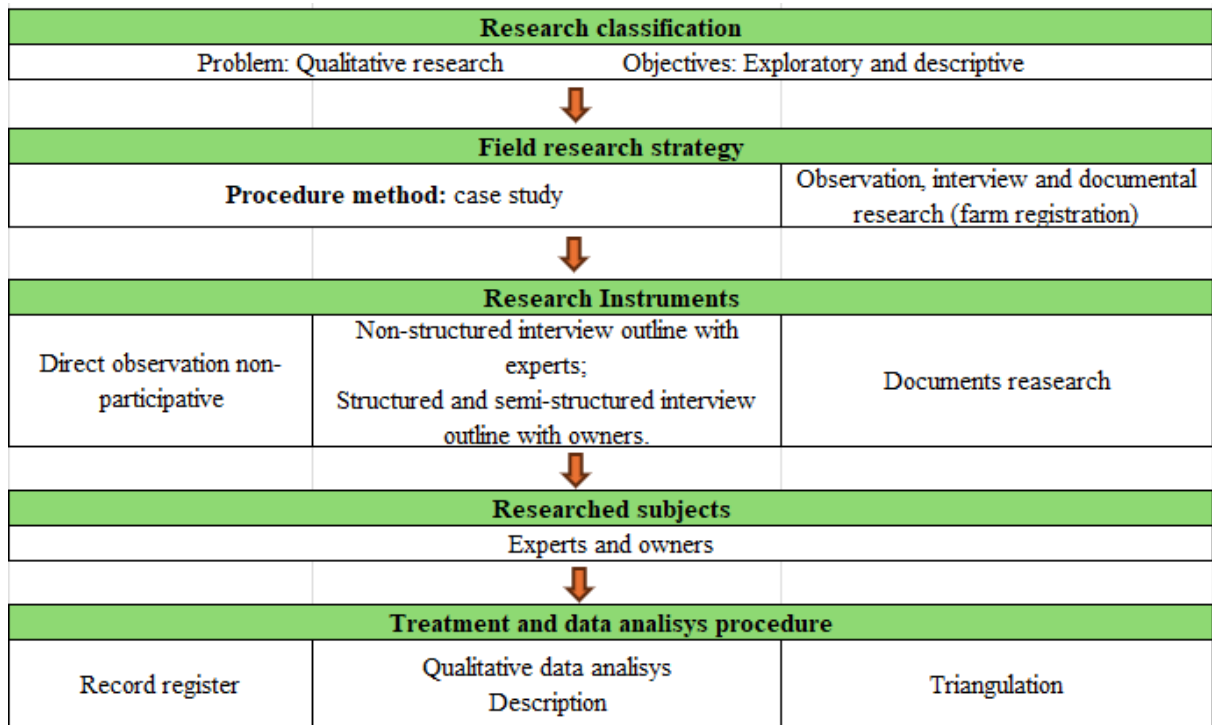 Research classification
Problem: Qualitative research Objectives: Exploratory and descriptive
Field research strategy
Procedure method: case study
Observation, interview and documental
research (farm registration)
Research Instruments
Direct observation non-
participative
Non-structured interview outline with
experts;
Structured and semi-structured interview
outline with owners.
Documents reasearch
Researched subjects
Experts and owners
Treatment and data analisys procedure
Record register
Qualitative data analisys
Description
Triangulation